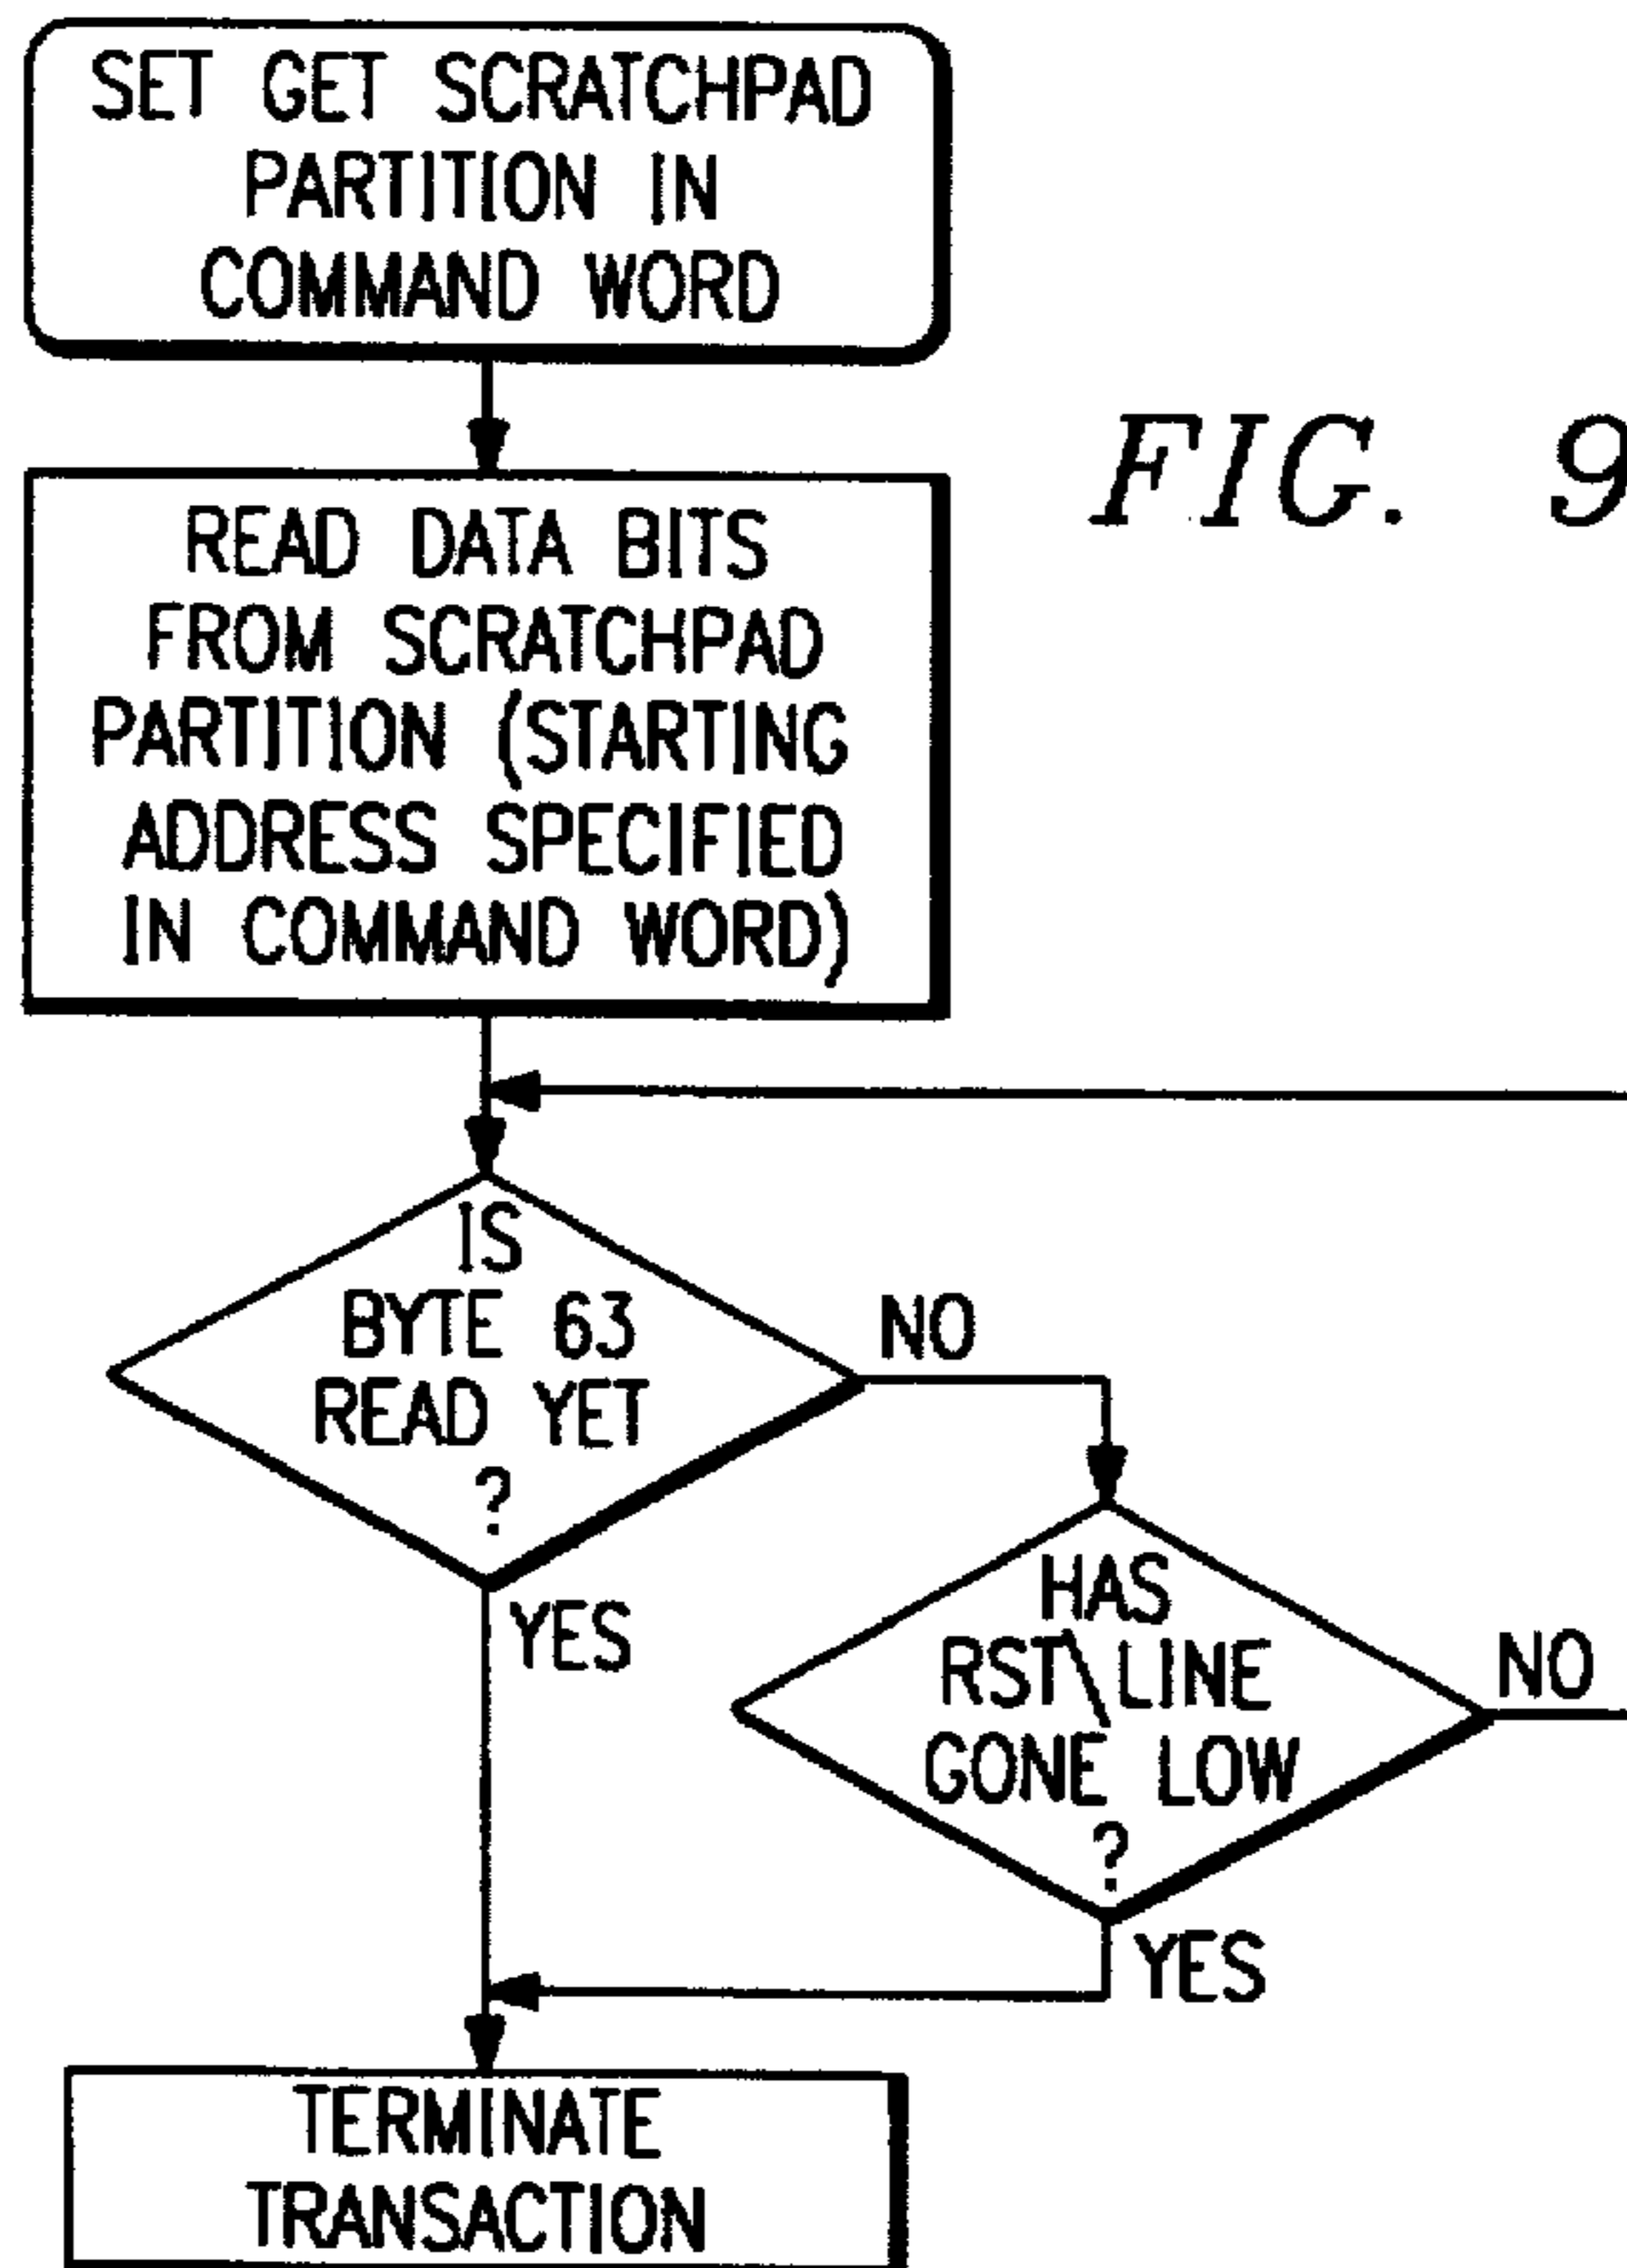 SET GET SCRATCHPAD
PARTITION IN
COMMAND WORD
FIG. 9
READ DATA BITS
FROM SCRATCHPAD
PARTITION (STARTING
ADDRESS SPECIFIED
IN COMMAND WORD)
IS
BYTE 63
READ YET
?
NO
YES
HAS
RST\LINE
GONE LOW
?
NO
YES
TERMINATE
TRANSACTION